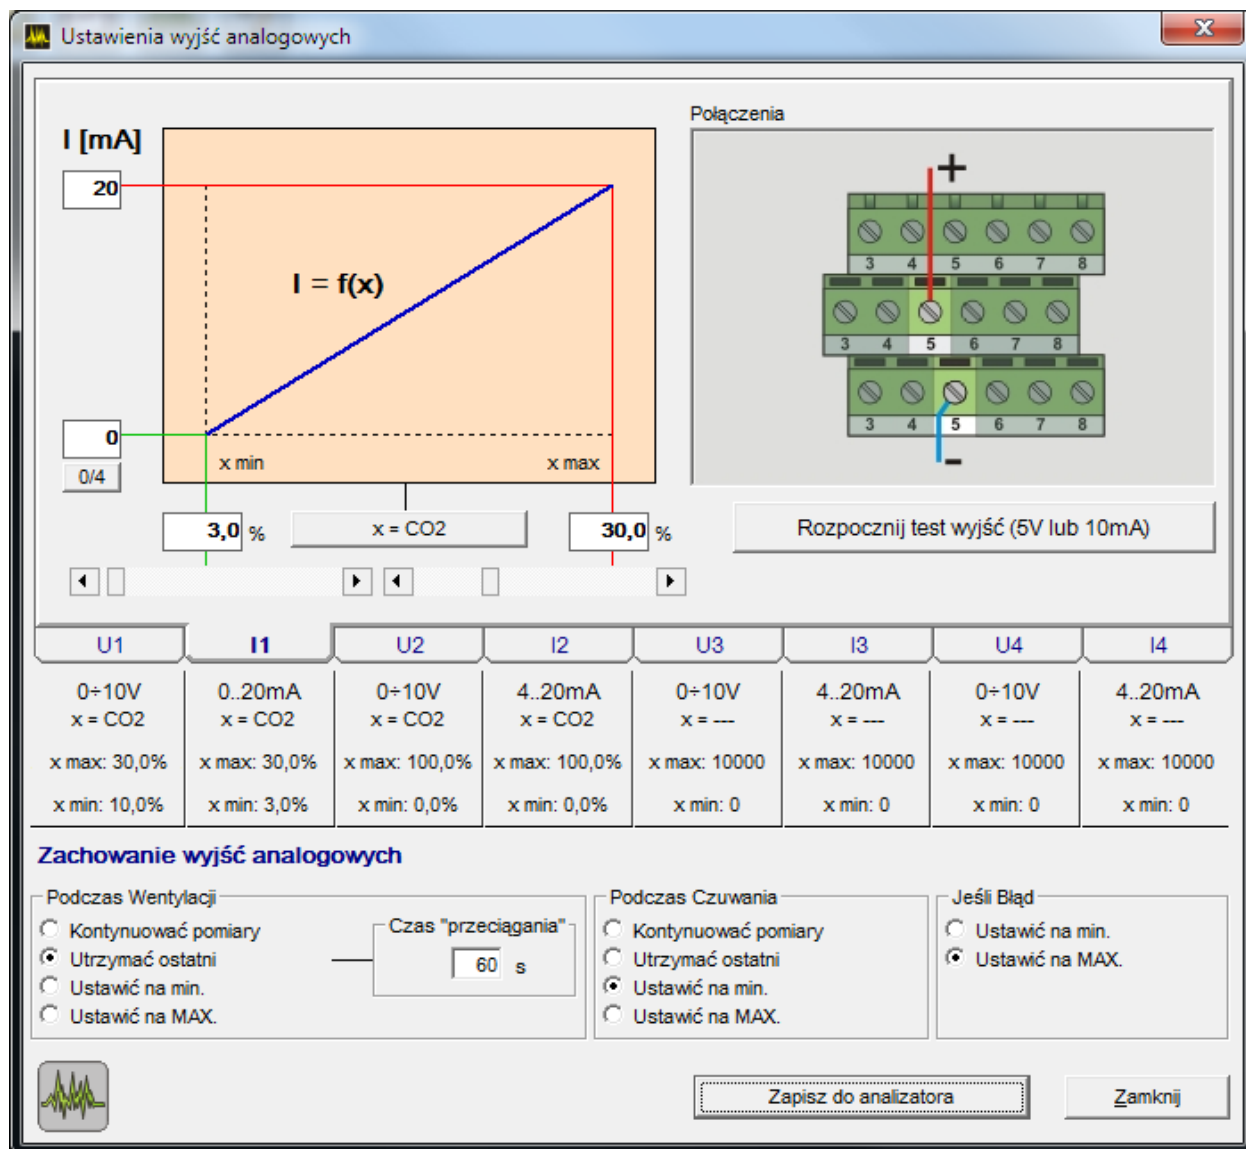 Ustawienia wyjść analogowych
Połączenia
I [mA]
20
I = f(x)
0
0/4
x min
x max
3,0 %
x = CO2
30,0 %
+
3 4 5 6 7 8
3 4 5 6 7 8
3 4 5 6 7 8
-
Rozpocznij test wyjść (5V lub 10mA)
U1 I1 U2 I2 U3 I3 U4 I4
0÷10V 0..20mA 0÷10V 4..20mA 0÷10V 4..20mA 0÷10V 4..20mA
x = CO2 x = CO2 x = CO2 x = CO2 x = --- x = --- x = --- x = ---
x max: 30,0% x max: 30,0% x max: 100,0% x max: 100,0% x max: 10000 x max: 10000 x max: 10000 x max: 10000
x min: 10,0% x min: 3,0% x min: 0,0% x min: 0,0% x min: 0 x min: 0 x min: 0 x min: 0
Zachowanie wyjść analogowych
Podczas Wentylacji
Kontynuować pomiary
Utrzymać ostatni
Ustawić na min.
Ustawić na MAX.
Czas "przeciągania"
60 s
Podczas Czuwania
Kontynuować pomiary
Utrzymać ostatni
Ustawić na min.
Ustawić na MAX.
Jeśli Błąd
Ustawić na min.
Ustawić na MAX.
Zapisz do analizatora
Zamknij